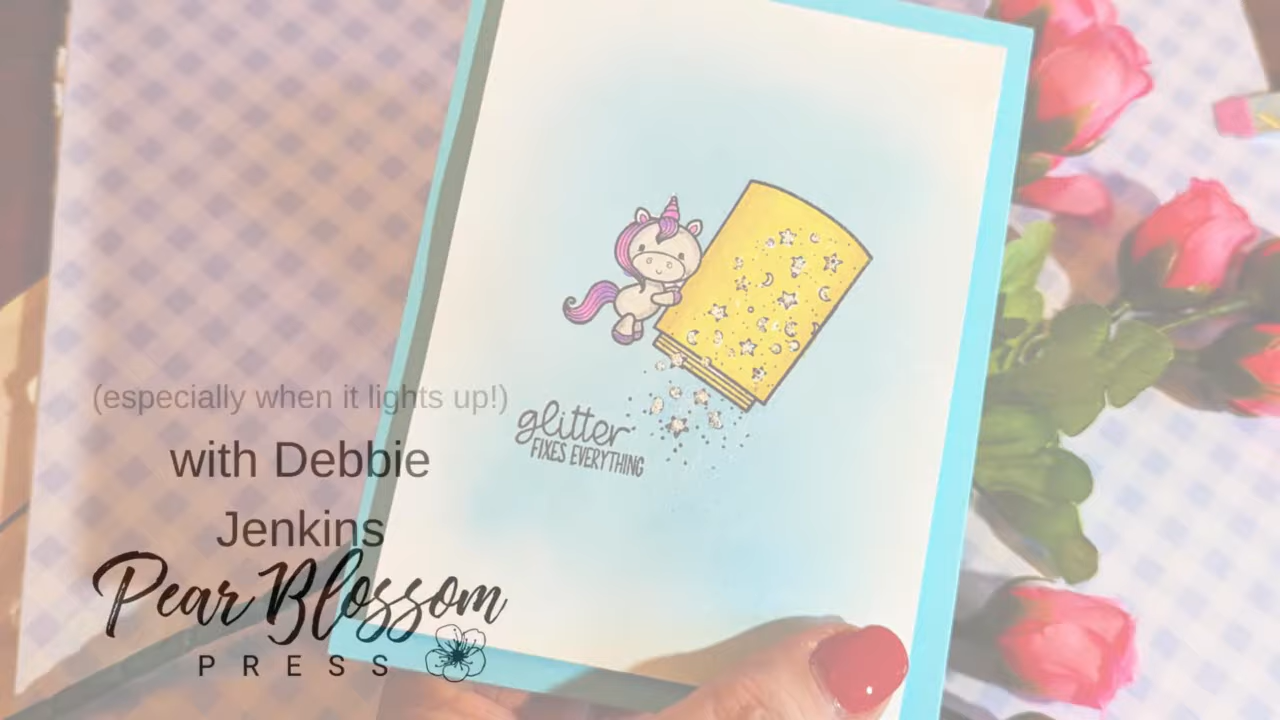 (especially when it lights up!)
with Debbie
Jenkins
Pear Blossom
PRESS
glitter
FIXES EVERYTHING